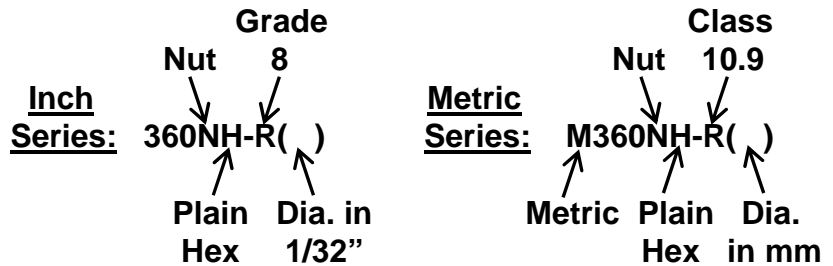 Grade
Nut 8
Inch
Series: 360NH-R( )
Plain Dia. in
Hex 1/32”
Class
Nut 10.9
Metric
Series: M360NH-R( )
Metric Plain Dia.
Hex in mm